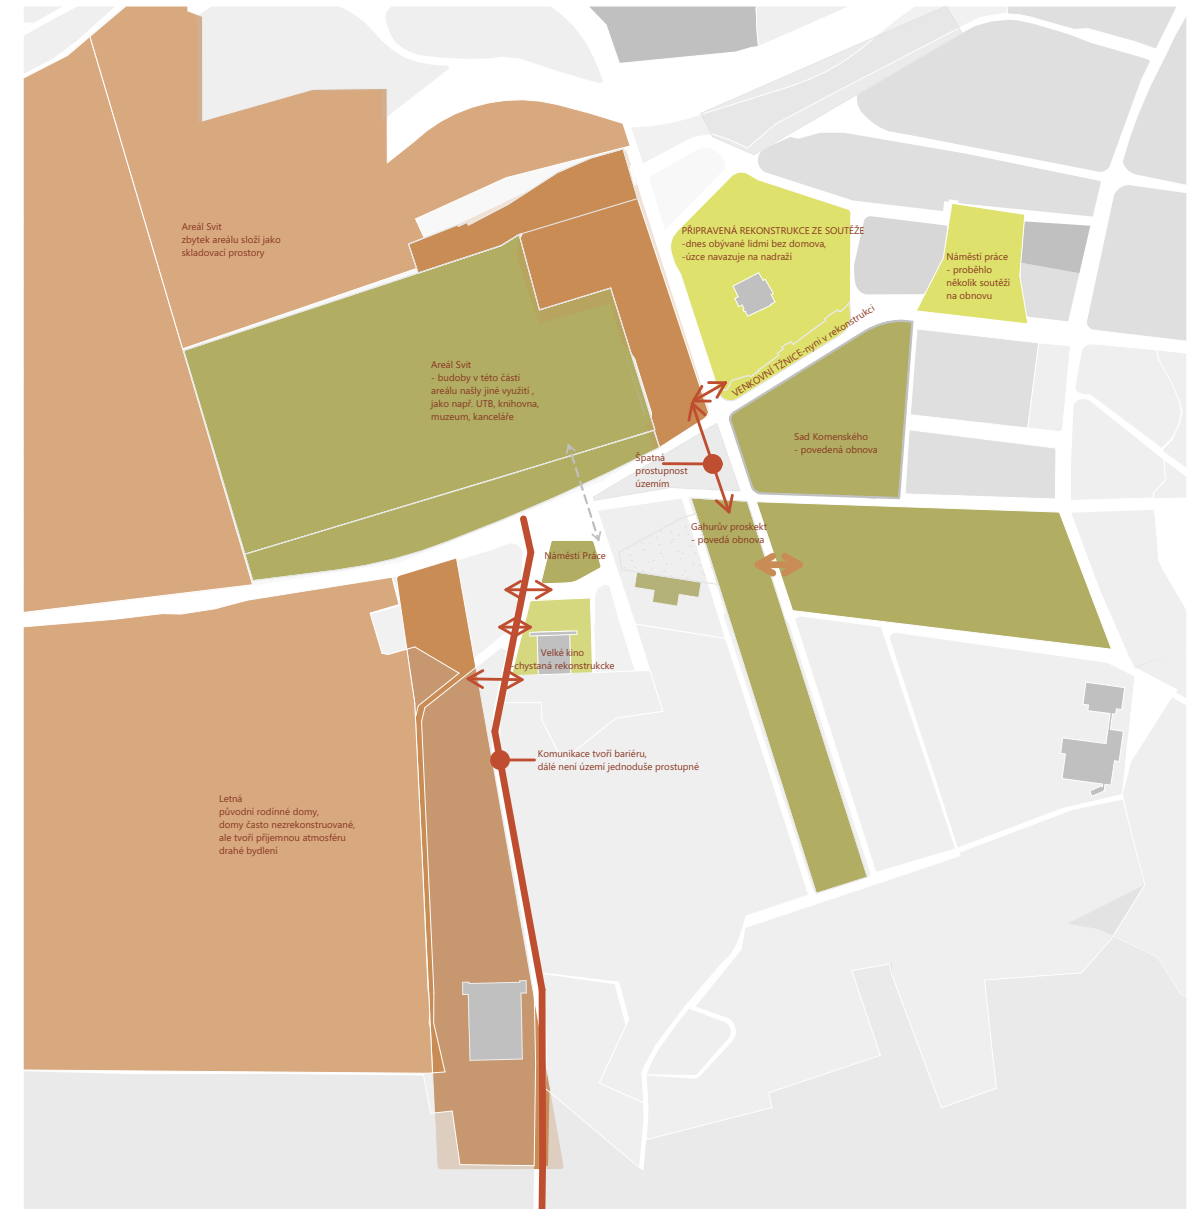 Areál Svit
zbytek areálu složí jako
skladovací prostory
PŘIPRAVENÁ REKONSTRUKCE ZE SOUTĚŽE
-dnes obývané lidmi bez domova,
-úzce navazuje na nadraží
Náměstí práce
- proběhlo
několik soutěží
na obnovu
VENKOVNÍ TŽNICE-nyní v rekonstrukci
Areál Svit
- budoby v této části
areálu našly jiné využití ,
jako např. UTB, knihovna,
muzeum, kanceláře
Sad Komenského
- povedená obnova
Špatná
prostupnost
územím
Gahurův proskekt
- povedá obnova
Náměstí Práce
Velké kino
-chystaná rekonstrukcke
Komunikace tvoří bariéru,
dálé není území jednoduše prostupné
Letná
původni rodinné domy,
domy často nezrekonstruované,
ale tvoří příjemnou atmosféru
drahé bydlení